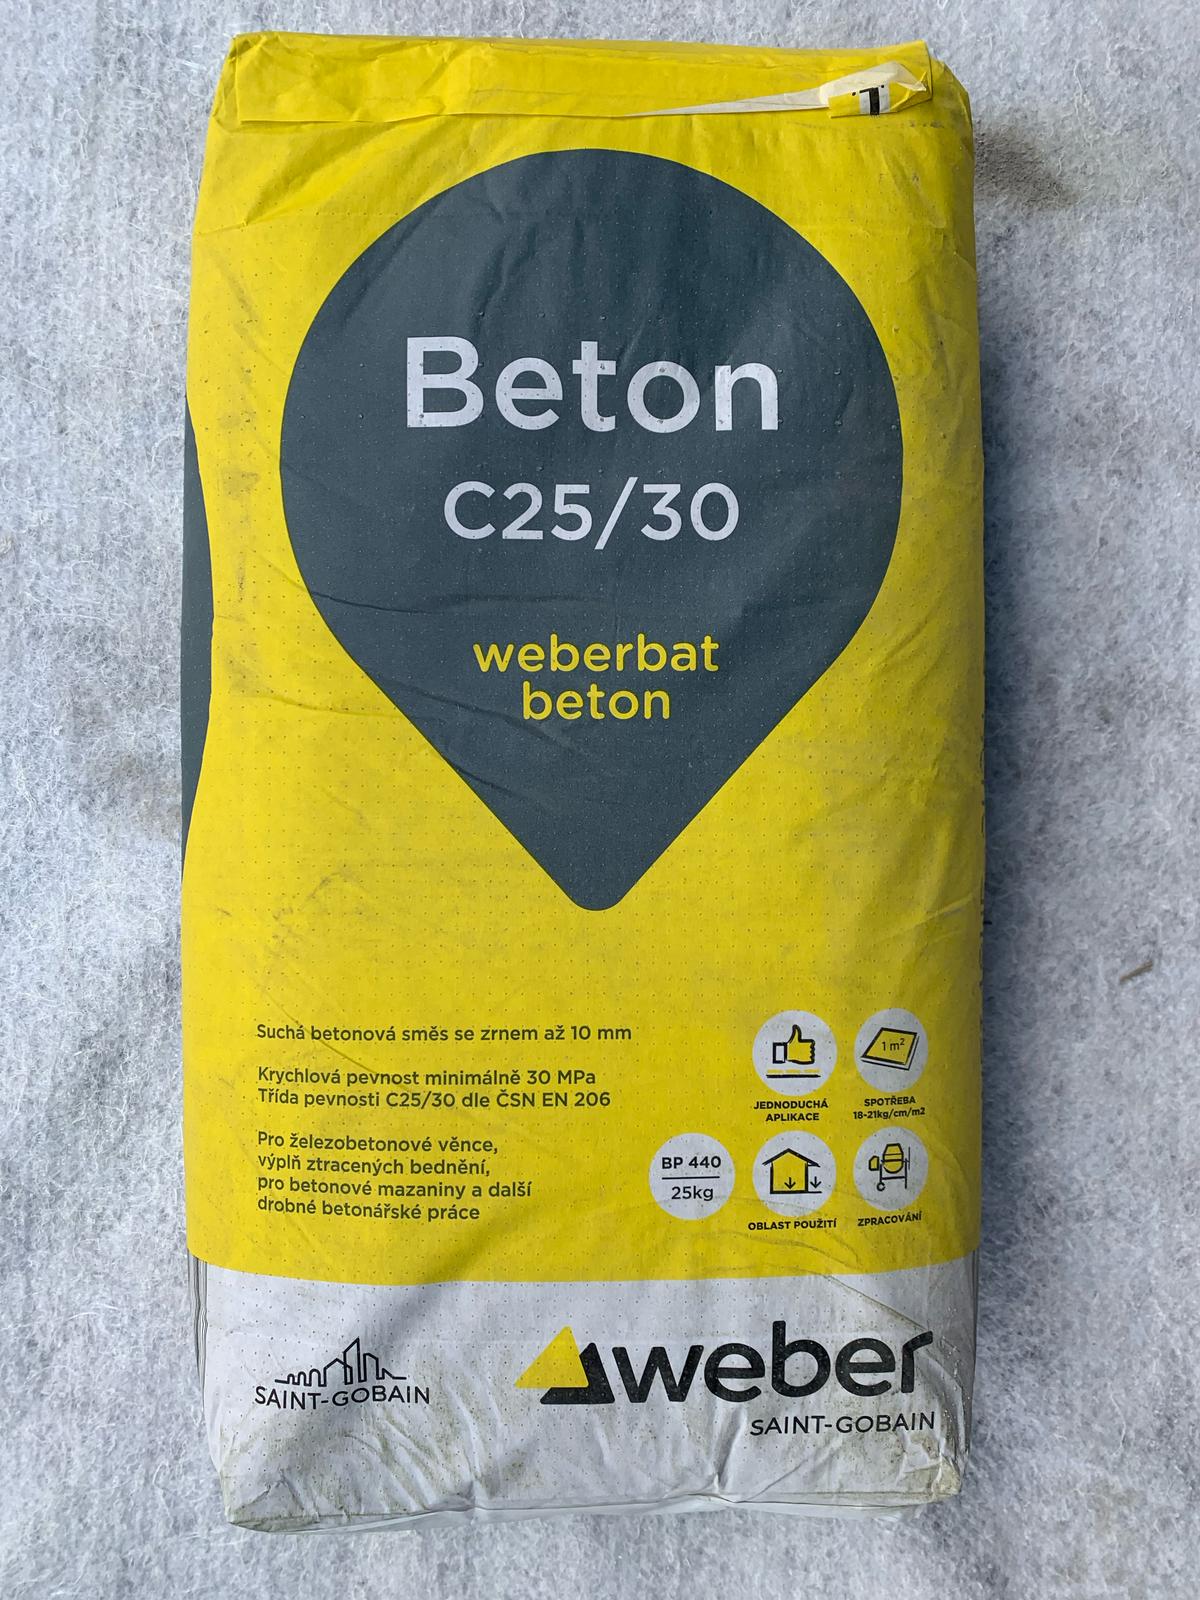 Beton
C25/30
weberbat
beton
Suchá betonová směs se zrnem až 10 mm
Krychlová pevnost minimálně 30 MPa
Třída pevnosti C25/30 dle ČSN EN 206
Pro železobetonové věnce,
výplň ztracených bednění,
pro betonové mazaniny a další
drobné betonářské práce
JEDNODUCHÁ
APLIKACE
1 m²
SPOTŘEBA
18-21kg/cm/m2
BP 440
25kg
OBLAST POUŽITÍ
ZPRACOVÁNÍ
SAINT-GOBAIN
weber
SAINT-GOBAIN